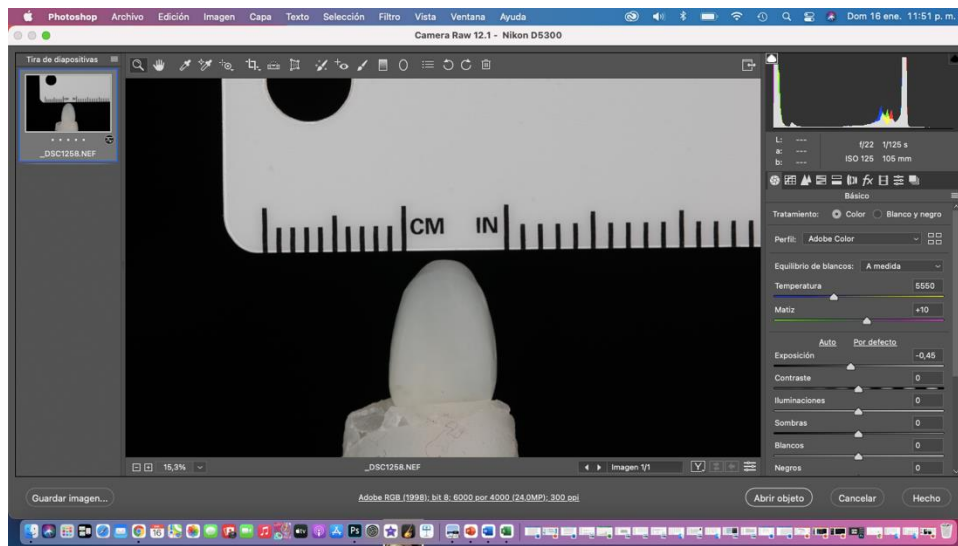 Photoshop Archivo Edición Imagen Capa Texto Selección Filtro Vista Ventana Ayuda
Dom 16 ene. 11:51 p. m.
Camera Raw 12.1 - Nikon D5300
Tira de diapositivas
_DSC1258.NEF
CM IN
L: ---
a: ---
b: ---
f/22 1/125 s
ISO 125 105 mm
fx
Básico
Tratamiento: Color Blanco y negro
Perfil: Adobe Color
Equilibrio de blancos: A medida
Temperatura 5550
Matiz +10
Auto Por defecto
Exposición -0,45
Contraste 0
Iluminaciones 0
Sombras 0
Blancos 0
Negros 0
15,3% _DSC1258.NEF Imagen 1/1 Y
Guardar imagen... Adobe RGB (1998); bit 8; 6000 por 4000 (24.0MP); 300 ppi Abrir objeto Cancelar Hecho